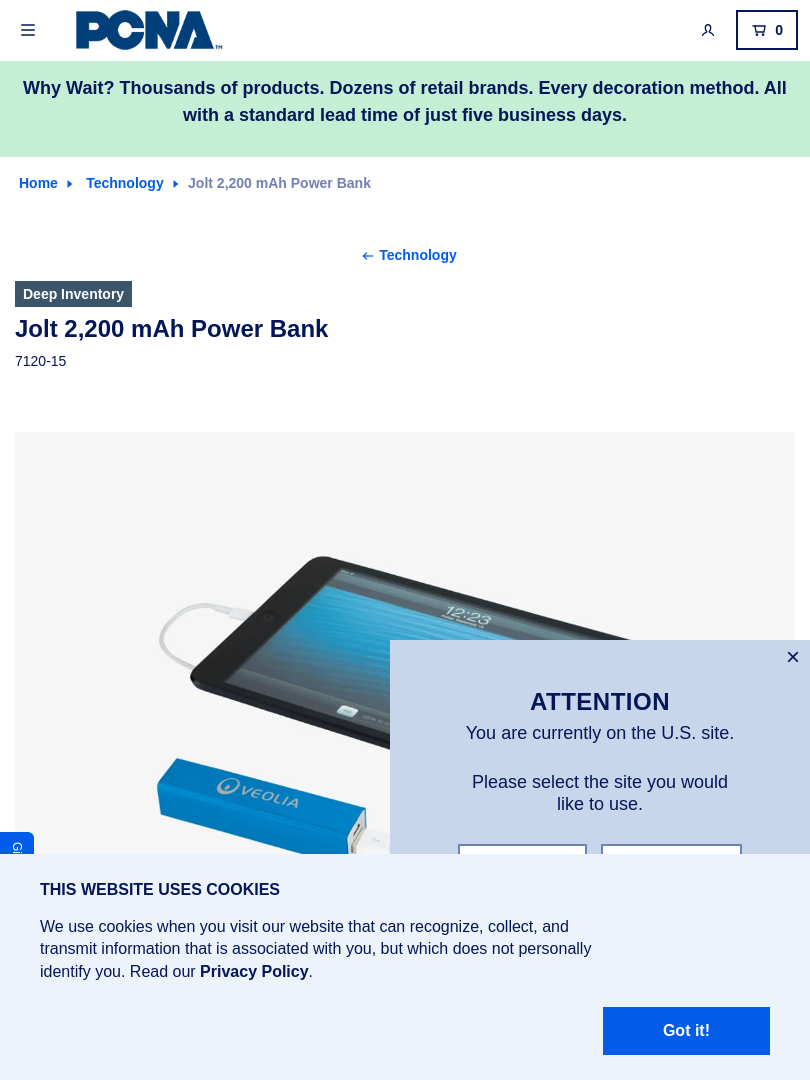 PCNA™
0
Why Wait? Thousands of products. Dozens of retail brands. Every decoration method. All
with a standard lead time of just five business days.
Home
Technology
Jolt 2,200 mAh Power Bank
Technology
Deep Inventory
Jolt 2,200 mAh Power Bank
7120-15
12:23
VEOLIA
ATTENTION
You are currently on the U.S. site.
Please select the site you would
like to use.
THIS WEBSITE USES COOKIES
We use cookies when you visit our website that can recognize, collect, and
transmit information that is associated with you, but which does not personally
identify you. Read our Privacy Policy.
Got it!